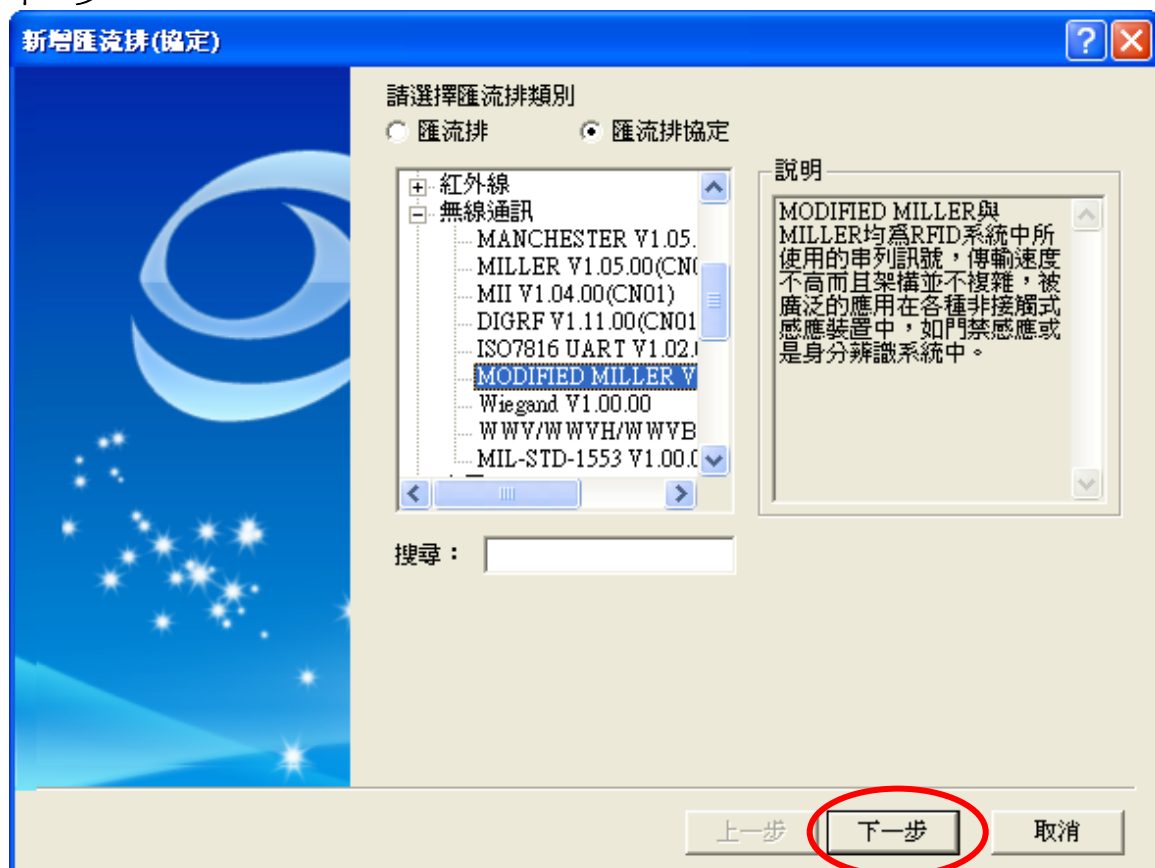 新增匯流排(協定)
請選擇匯流排類別
匯流排
匯流排協定
紅外線
無線通訊
MANCHESTER V1.05.
MILLER V1.05.00(CN0
MII V1.04.00(CN01)
DIGRF V1.11.00(CN01
ISO7816 UART V1.02.
MODIFIED MILLER V
Wiegand V1.00.00
WWV/WWVH/WWVB
MIL-STD-1553 V1.00.0
說明
MODIFIED MILLER與
MILLER均為RFID系統中所
使用的串列訊號，傳輸速度
不高而且架構並不複雜，被
廣泛的應用在各種非接觸式
感應裝置中，如門禁感應或
是身分辨識系統中。
搜尋：
上一步
下一步
取消